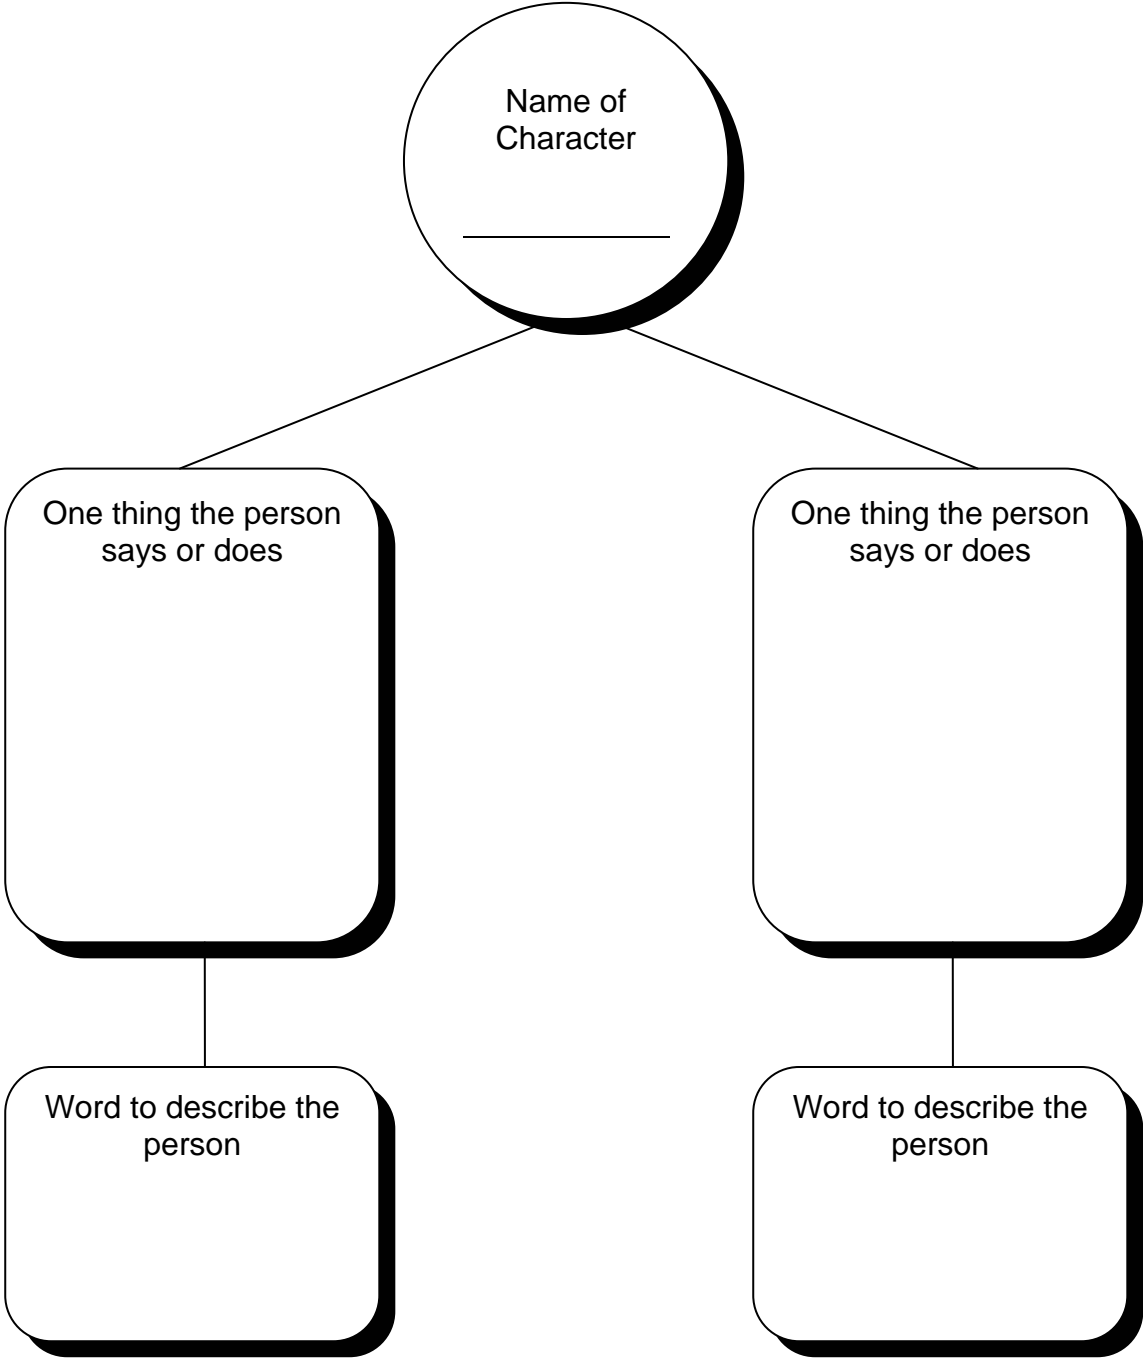 Name of
Character
One thing the person
says or does
One thing the person
says or does
Word to describe the
person
Word to describe the
person